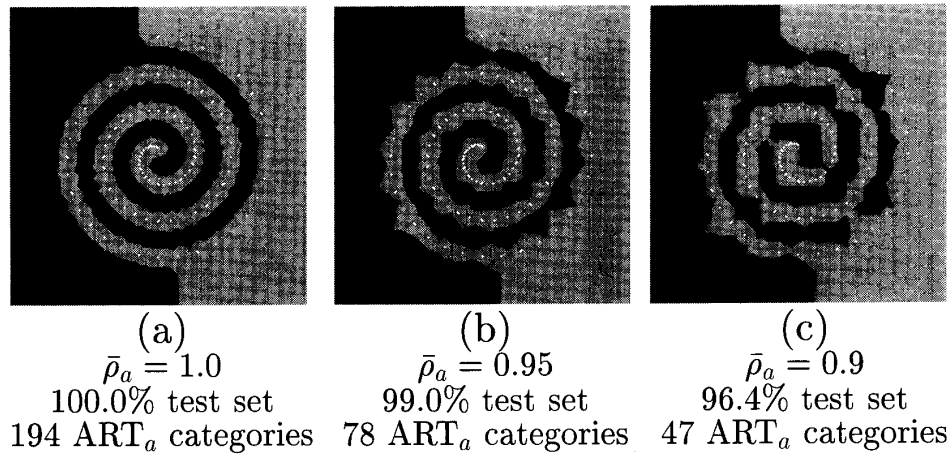 (a) (b) (c)
ρ̄ₐ = 1.0 ρ̄ₐ = 0.95 ρ̄ₐ = 0.9
100.0% test set 99.0% test set 96.4% test set
194 ARTₐ categories 78 ARTₐ categories 47 ARTₐ categories